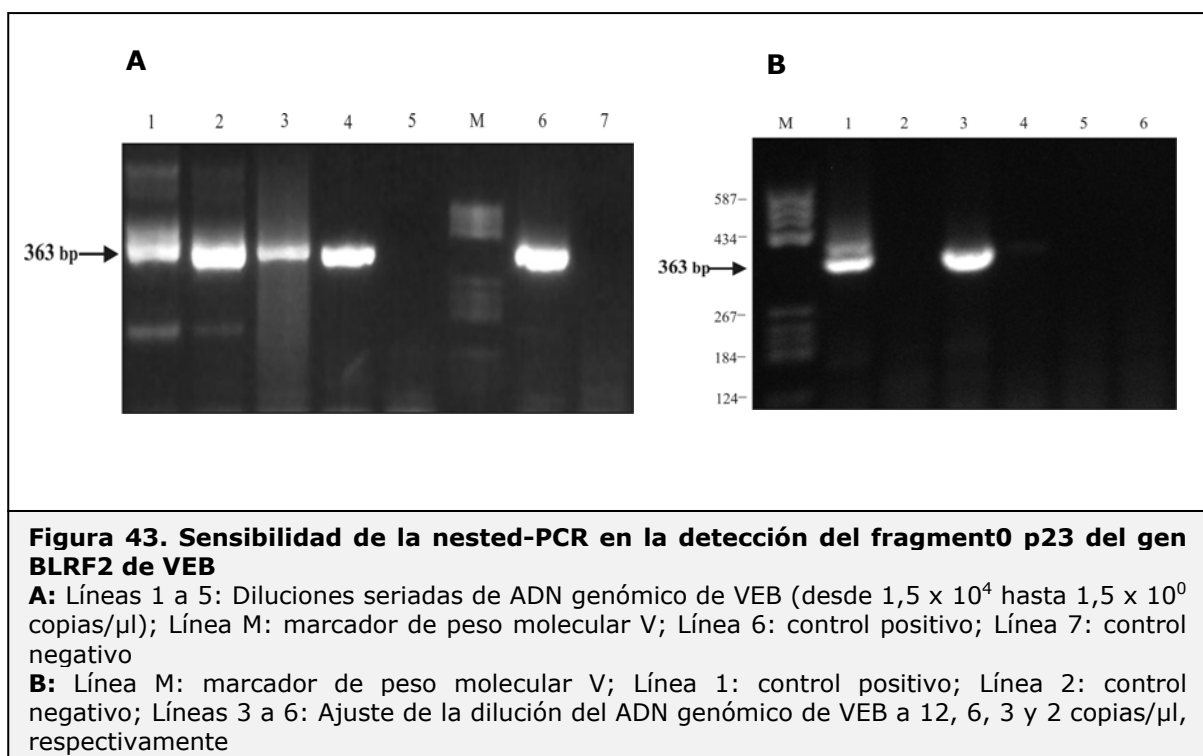 A
B
1 2 3 4 5 M 6 7
M 1 2 3 4 5 6
363 bp
587–
434–
363 bp
267–
184–
124–
Figura 43. Sensibilidad de la nested-PCR en la detección del fragment0 p23 del gen
BLRF2 de VEB
A: Líneas 1 a 5: Diluciones seriadas de ADN genómico de VEB (desde 1,5 x 10⁴ hasta 1,5 x 10⁰
copias/µl); Línea M: marcador de peso molecular V; Línea 6: control positivo; Línea 7: control
negativo
B: Línea M: marcador de peso molecular V; Línea 1: control positivo; Línea 2: control
negativo; Líneas 3 a 6: Ajuste de la dilución del ADN genómico de VEB a 12, 6, 3 y 2 copias/µl,
respectivamente